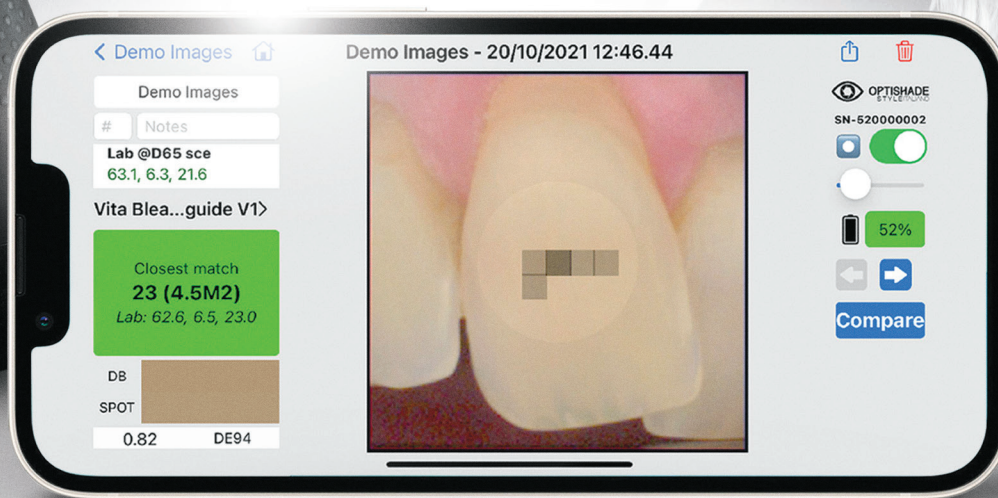 Demo Images
Demo Images - 20/10/2021 12:46.44
Demo Images
# Notes
Lab @D65 sce
63.1, 6.3, 21.6
Vita Blea...guide V1>
Closest match
23 (4.5M2)
Lab: 62.6, 6.5, 23.0
DB
SPOT
0.82 DE94
OPTISHADE
STYLEITALIANO
SN-520000002
52%
Compare